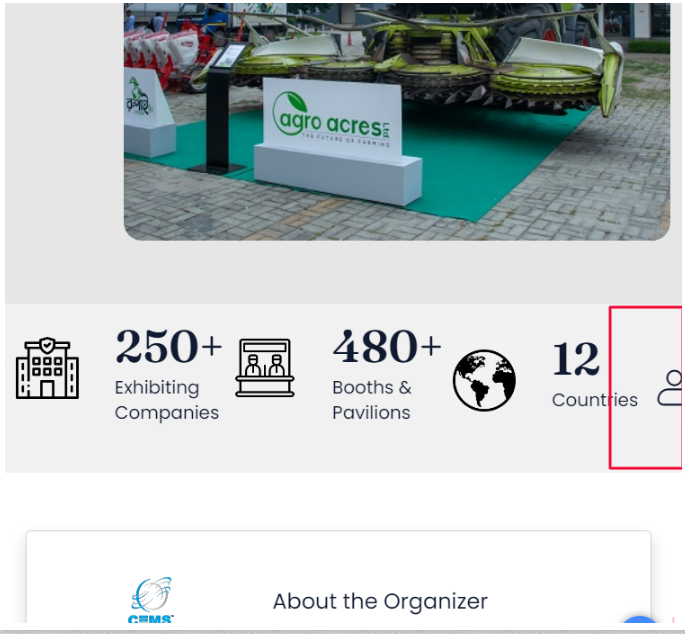 agro acres Ltd
THE FUTURE OF FARMING
250+
Exhibiting
Companies
480+
Booths &
Pavilions
12
Countries
About the Organizer
CEMS